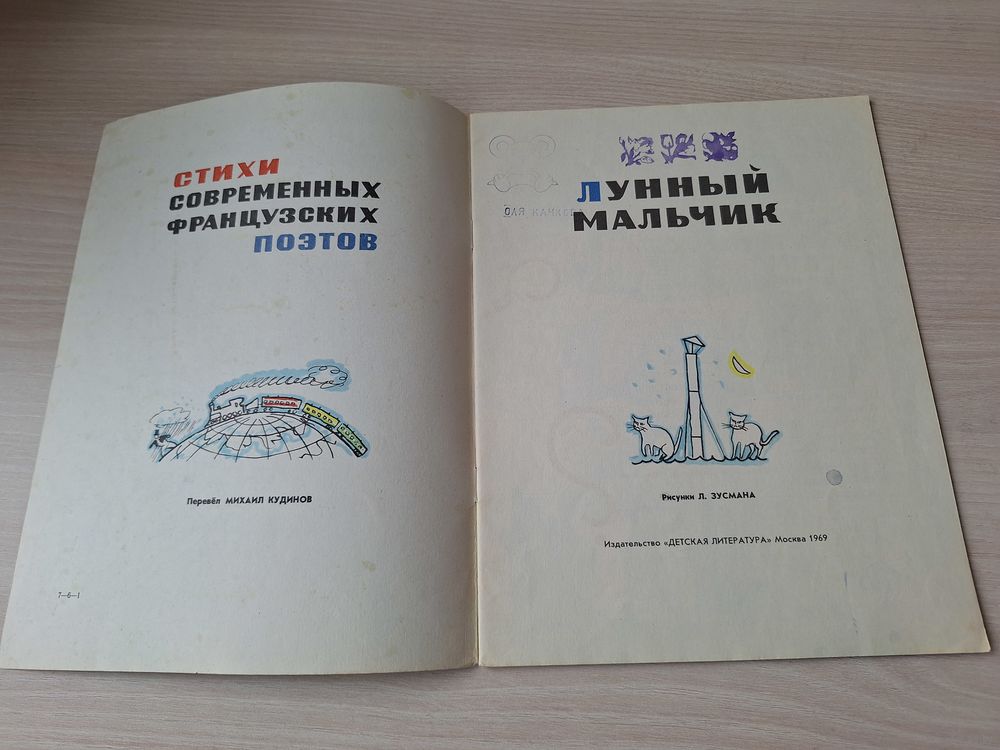 СТИХИ
СОВРЕМЕННЫХ
ФРАНЦУЗСКИХ
ПОЭТОВ
Перевёл МИХАИЛ КУДИНОВ
7—6—1
ОЛЯ
ЛУННЫЙ
МАЛЬЧИК
Рисунки Л. ЗУСМАНА
Издательство «ДЕТСКАЯ ЛИТЕРАТУРА» Москва 1969